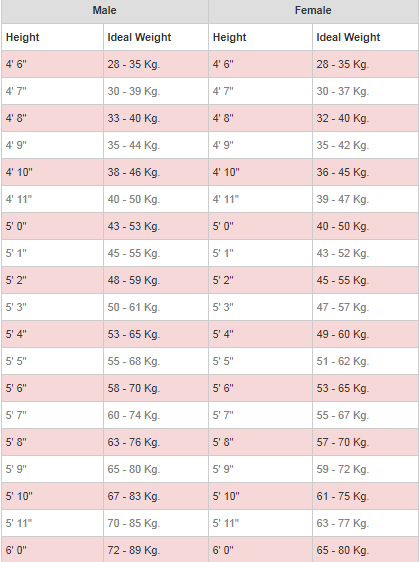 Male Female
Height Ideal Weight Height Ideal Weight
4' 6" 28 - 35 Kg. 4' 6" 28 - 35 Kg.
4' 7" 30 - 39 Kg. 4' 7" 30 - 37 Kg.
4' 8" 33 - 40 Kg. 4' 8" 32 - 40 Kg.
4' 9" 35 - 44 Kg. 4' 9" 35 - 42 Kg.
4' 10" 38 - 46 Kg. 4' 10" 36 - 45 Kg.
4' 11" 40 - 50 Kg. 4' 11" 39 - 47 Kg.
5' 0" 43 - 53 Kg. 5' 0" 40 - 50 Kg.
5' 1" 45 - 55 Kg. 5' 1" 43 - 52 Kg.
5' 2" 48 - 59 Kg. 5' 2" 45 - 55 Kg.
5' 3" 50 - 61 Kg. 5' 3" 47 - 57 Kg.
5' 4" 53 - 65 Kg. 5' 4" 49 - 60 Kg.
5' 5" 55 - 68 Kg. 5' 5" 51 - 62 Kg.
5' 6" 58 - 70 Kg. 5' 6" 53 - 65 Kg.
5' 7" 60 - 74 Kg. 5' 7" 55 - 67 Kg.
5' 8" 63 - 76 Kg. 5' 8" 57 - 70 Kg.
5' 9" 65 - 80 Kg. 5' 9" 59 - 72 Kg.
5' 10" 67 - 83 Kg. 5' 10" 61 - 75 Kg.
5' 11" 70 - 85 Kg. 5' 11" 63 - 77 Kg.
6' 0" 72 - 89 Kg. 6' 0" 65 - 80 Kg.